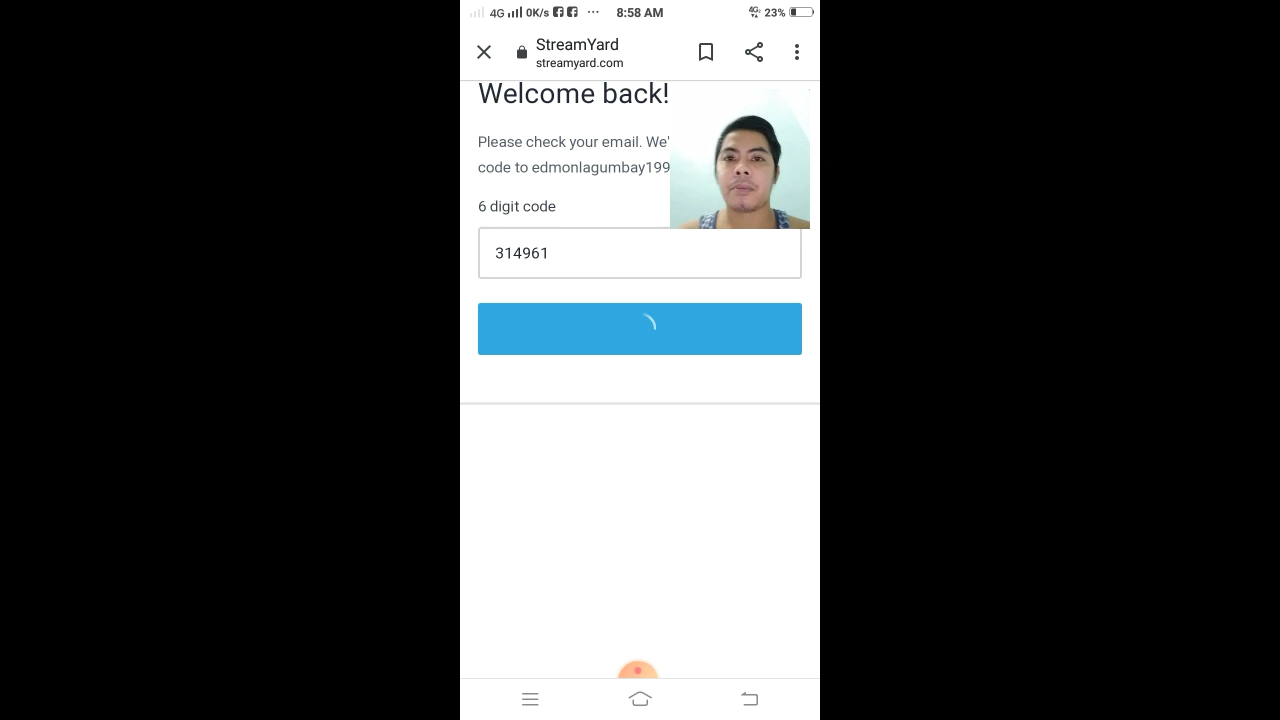 4G 0K/s ... 8:58 AM 4G 23%
StreamYard
streamyard.com
Welcome back!
Please check your email. We'
code to edmonlagumbay199
6 digit code
314961